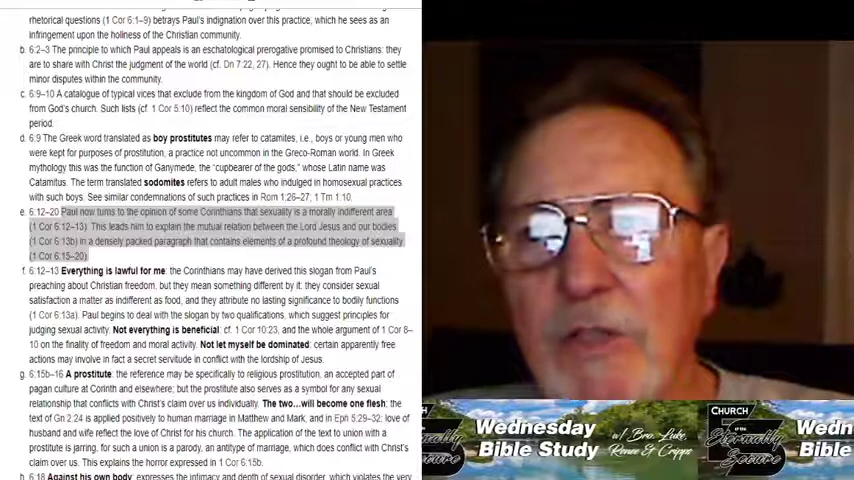 rhetorical questions (1 Cor 6:1–9) betrays Paul's indignation over this practice, which he sees as an
infringement upon the holiness of the Christian community.
b. 6:2–3 The principle to which Paul appeals is an eschatological prerogative promised to Christians: they
are to share with Christ the judgment of the world (cf. Dn 7:22, 27). Hence they ought to be able to settle
minor disputes within the community.
c. 6:9–10 A catalogue of typical vices that exclude from the kingdom of God and that should be excluded
from God's church. Such lists (cf. 1 Cor 5:10) reflect the common moral sensibility of the New Testament
period.
d. 6:9 The Greek word translated as boy prostitutes may refer to catamites, i.e., boys or young men who
were kept for purposes of prostitution, a practice not uncommon in the Greco-Roman world. In Greek
mythology this was the function of Ganymede, the "cupbearer of the gods," whose Latin name was
Catamitus. The term translated sodomites refers to adult males who indulged in homosexual practices
with such boys. See similar condemnations of such practices in Rom 1:26–27; 1 Tm 1:10.
e. 6:12–20 Paul now turns to the opinion of some Corinthians that sexuality is a morally indifferent area
(1 Cor 6:12–13). This leads him to explain the mutual relation between the Lord Jesus and our bodies
(1 Cor 6:13b) in a densely packed paragraph that contains elements of a profound theology of sexuality
(1 Cor 6:15–20).
f. 6:12–13 Everything is lawful for me: the Corinthians may have derived this slogan from Paul's
preaching about Christian freedom, but they mean something different by it: they consider sexual
satisfaction a matter as indifferent as food, and they attribute no lasting significance to bodily functions
(1 Cor 6:13a). Paul begins to deal with the slogan by two qualifications, which suggest principles for
judging sexual activity. Not everything is beneficial: cf. 1 Cor 10:23, and the whole argument of 1 Cor 8–
10 on the finality of freedom and moral activity. Not let myself be dominated: certain apparently free
actions may involve in fact a secret servitude in conflict with the lordship of Jesus.
g. 6:15b–16 A prostitute: the reference may be specifically to religious prostitution, an accepted part of
pagan culture at Corinth and elsewhere; but the prostitute also serves as a symbol for any sexual
relationship that conflicts with Christ's claim over us individually. The two...will become one flesh: the
text of Gn 2:24 is applied positively to human marriage in Matthew and Mark, and in Eph 5:29–32: love of
husband and wife reflect the love of Christ for his church. The application of the text to union with a
prostitute is jarring, for such a union is a parody, an antitype of marriage, which does conflict with Christ's
claim over us. This explains the horror expressed in 1 Cor 6:15b.
h. 6:18 Against his own body: expresses the intimacy and depth of sexual disorder, which violates the very
CH
of the
Eternally
Secure
Wednesday
Bible Study
w/ Bro. Luke,
Renee & Cripps
CHURCH
of the
Eternally
Secure
Wedn
Bible